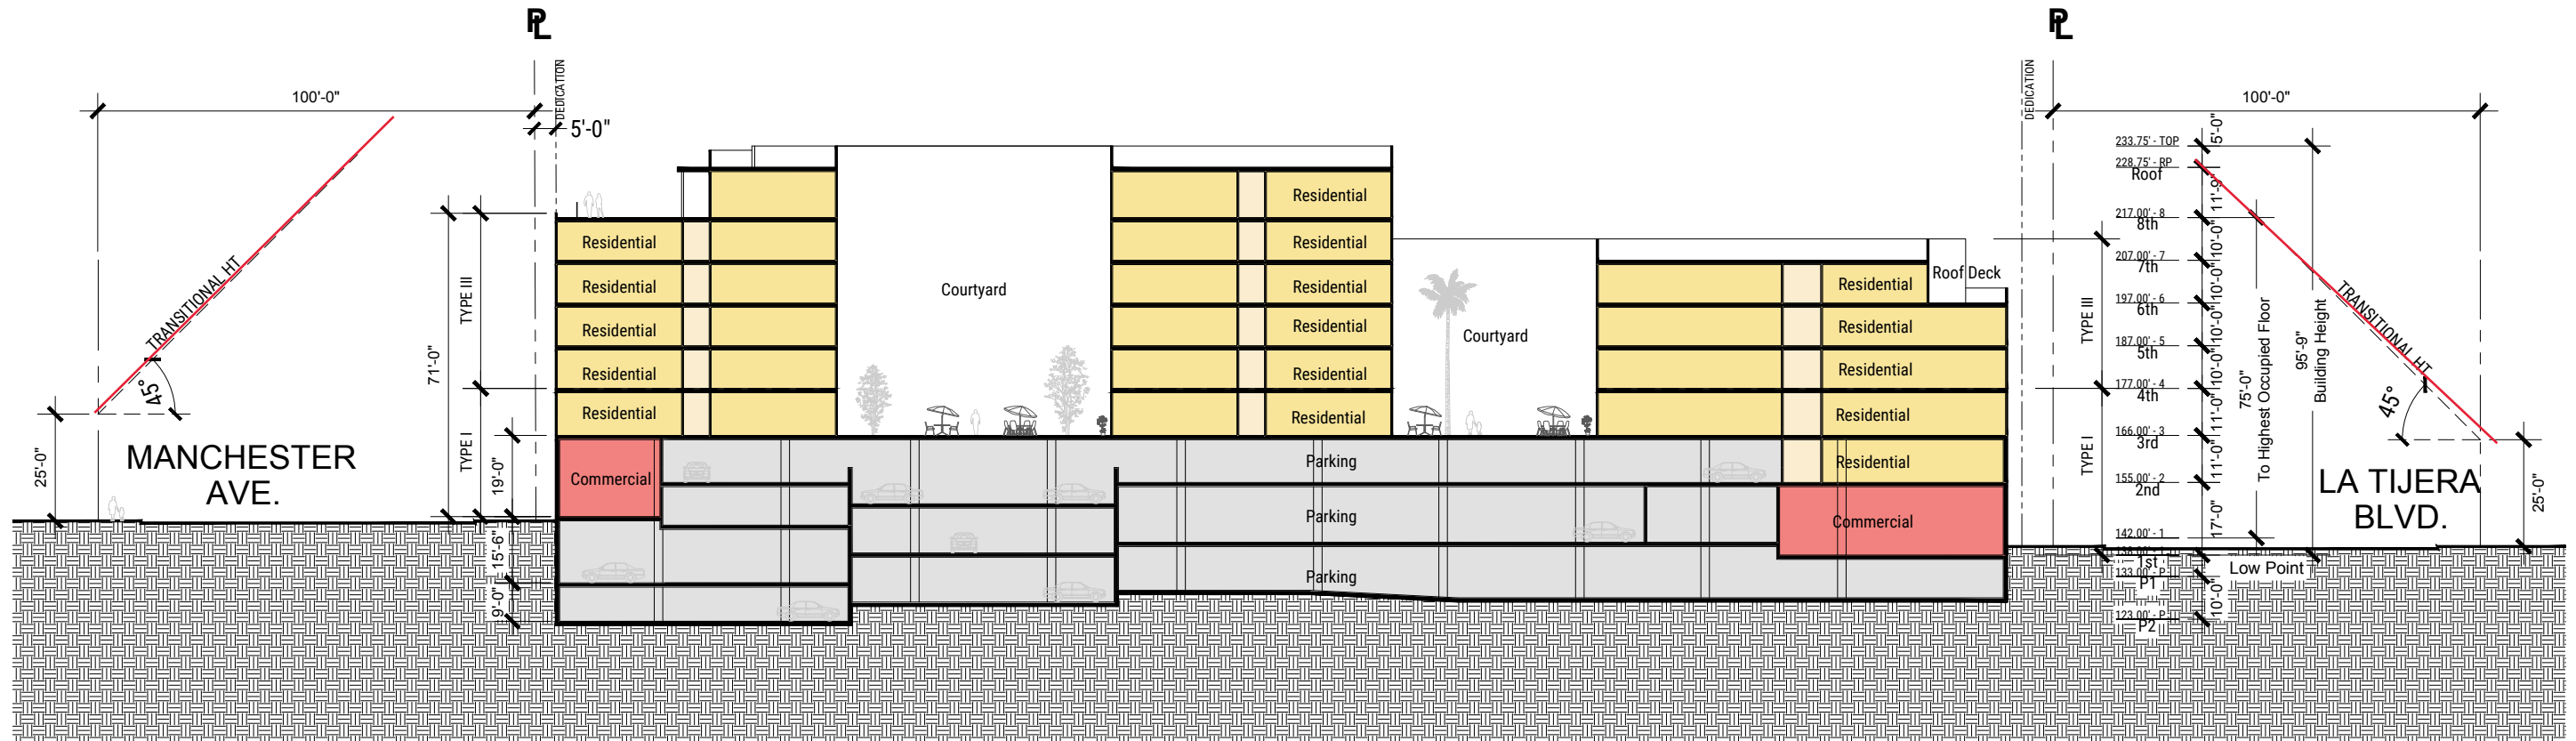 PL
PL
DEDICATION
DEDICATION
100'-0"
5'-0"
100'-0"
TRANSITIONAL HT
45°
25'-0"
MANCHESTER
AVE.
71'-0"
TYPE III
TYPE I
19'-0"
15'-6"
9'-0"
Residential
Residential
Residential
Residential
Residential
Commercial
Courtyard
Residential
Residential
Residential
Residential
Residential
Residential
Courtyard
Roof Deck
Residential
Residential
Residential
Residential
Residential
Commercial
Parking
Parking
Parking
TYPE III
TYPE I
233.75' - TOP
228.75' - RP
Roof
217.00' - 8
8th
207.00' - 7
7th
197.00' - 6
6th
187.00' - 5
5th
177.00' - 4
4th
166.00' - 3
3rd
155.00' - 2
2nd
142.00' - 1
1st
133.00' - P
P1
123.00' - P
P2
5'-0"
11'-9"
10'-0"
10'-0"
10'-0"
10'-0"
11'-0"
11'-0"
17'-0"
10'-0"
75'-0"
To Highest Occupied Floor
95'-9"
Building Height
Low Point
TRANSITIONAL HT
45°
LA TIJERA
BLVD.
25'-0"